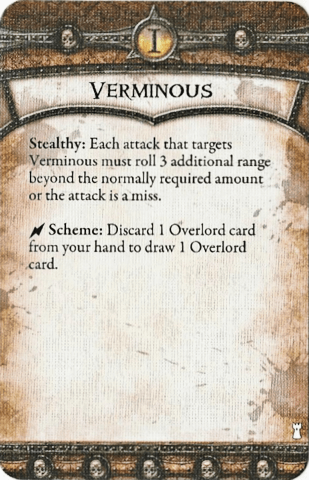 I
VERMINOUS
Stealthy: Each attack that targets
Verminous must roll 3 additional range
beyond the normally required amount
or the attack is a miss.
Scheme: Discard 1 Overlord card
from your hand to draw 1 Overlord
card.